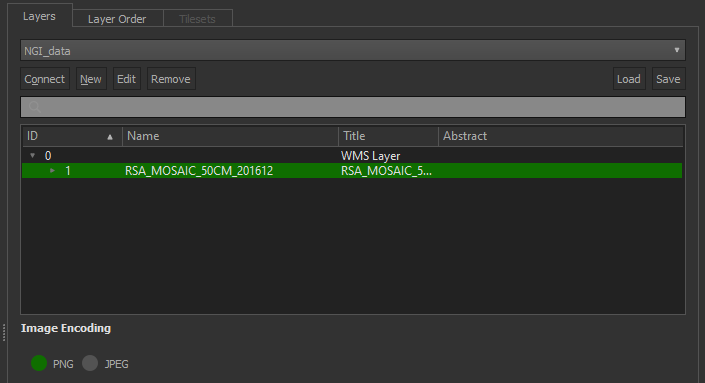 Layers Layer Order Tilesets
NGI_data
Connect New Edit Remove Load Save
ID Name Title Abstract
0 WMS Layer
1 RSA_MOSAIC_50CM_201612 RSA_MOSAIC_5...
Image Encoding
PNG JPEG